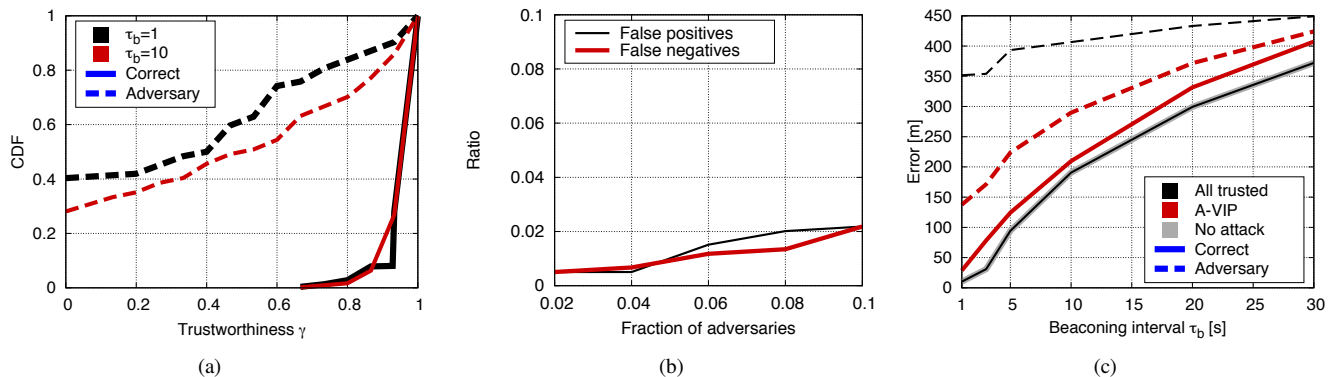 1
0.8
0.6
0.4
0.2
0
CDF
τb=1
τb=10
Correct
Adversary
0 0.2 0.4 0.6 0.8 1
Trustworthiness γ
(a)
0.1
0.08
0.06
0.04
0.02
0
Ratio
False positives
False negatives
0.02 0.04 0.06 0.08 0.1
Fraction of adversaries
(b)
450
400
350
300
250
200
150
100
50
0
Error [m]
All trusted
A-VIP
No attack
Correct
Adversary
1 5 10 15 20 25 30
Beaconing interval τb [s]
(c)